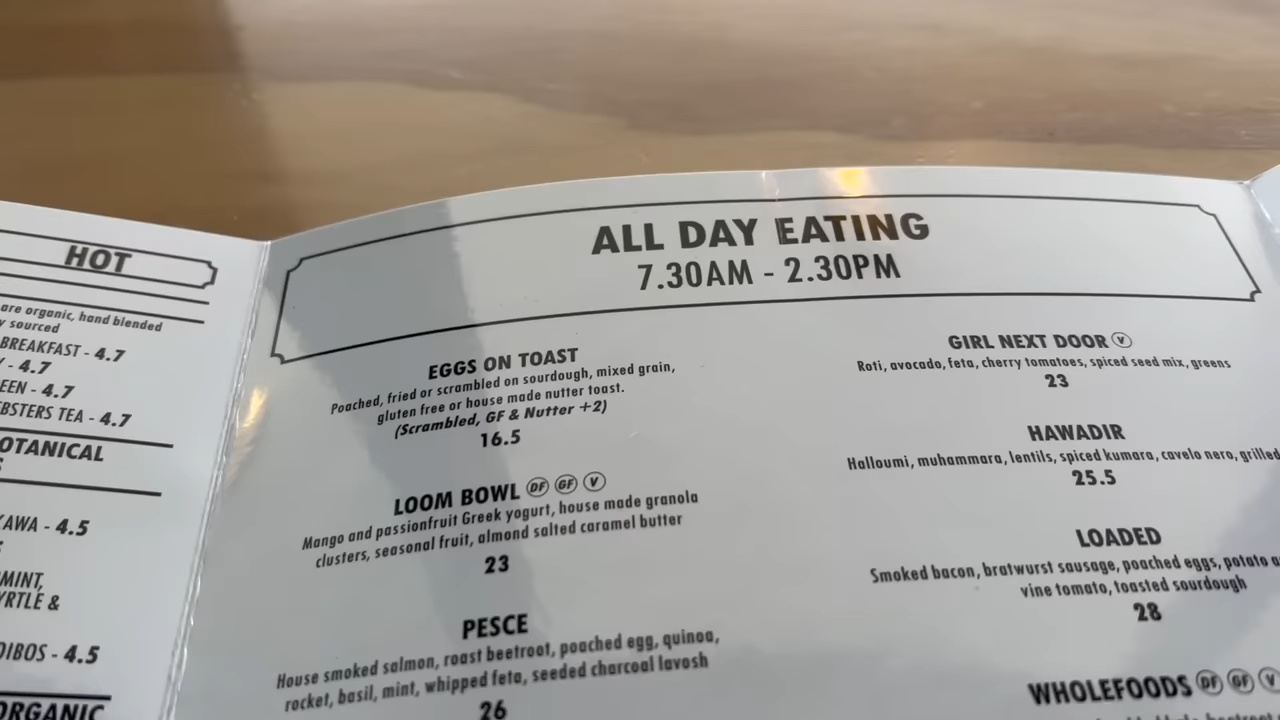 HOT
are organic, hand blended
sourced
BREAKFAST - 4.7
- 4.7
- 4.7
TEA - 4.7
- 4.5
MINT,
&
- 4.5
ORGANIC
ALL DAY EATING
7.30AM - 2.30PM
EGGS ON TOAST
Poached, fried or scrambled on sourdough, mixed grain,
gluten free or house made nutter toast.
(Scrambled, GF & Nutter +2)
16.5
LOOM BOWL DF GF V
Mango and passionfruit Greek yogurt, house made granola
clusters, seasonal fruit, almond salted caramel butter
23
PESCE
House smoked salmon, roast beetroot, poached egg, quinoa,
rocket, basil, mint, whipped feta, seeded charcoal lavosh
26
GIRL NEXT DOOR V
Roti, avocado, feta, cherry tomatoes, spiced seed mix, greens
23
HAWADIR
Halloumi, muhammara, lentils, spiced kumara, cavelo nero, grilled
25.5
LOADED
Smoked bacon, bratwurst sausage, poached eggs, potato
vine tomato, toasted sourdough
28
WHOLEFOODS DF GF V